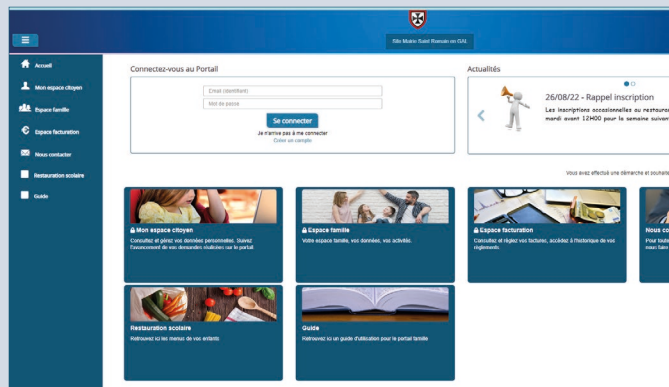 Site Mairie Saint Romain en GAL
Accueil
Mon espace citoyen
Espace famille
Espace facturation
Nous contacter
Restauration scolaire
Guide
Connectez-vous au Portail
Email (identifiant)
Mot de passe
Se connecter
Je n'arrive pas à me connecter
Créer un compte
Actualités
26/08/22 - Rappel inscription
Les inscriptions occasionnelles au restaurant
mardi avant 12H00 pour la semaine suivant
Vous avez effectué une démarche et souhaite
Mon espace citoyen
Consultez et gérez vos données personnelles. Suivez
l'avancement de vos demandes réalisées sur le portail
Espace famille
Votre espace famille, vos données, vos activités.
Espace facturation
Consultez et réglez vos factures, accédez à l'historique de vos
règlements.
Nous co
Pour toute
nous faire
Restauration scolaire
Retrouvez ici les menus de vos enfants
Guide
Retrouvez ici un guide d'utilisation pour le portail famille